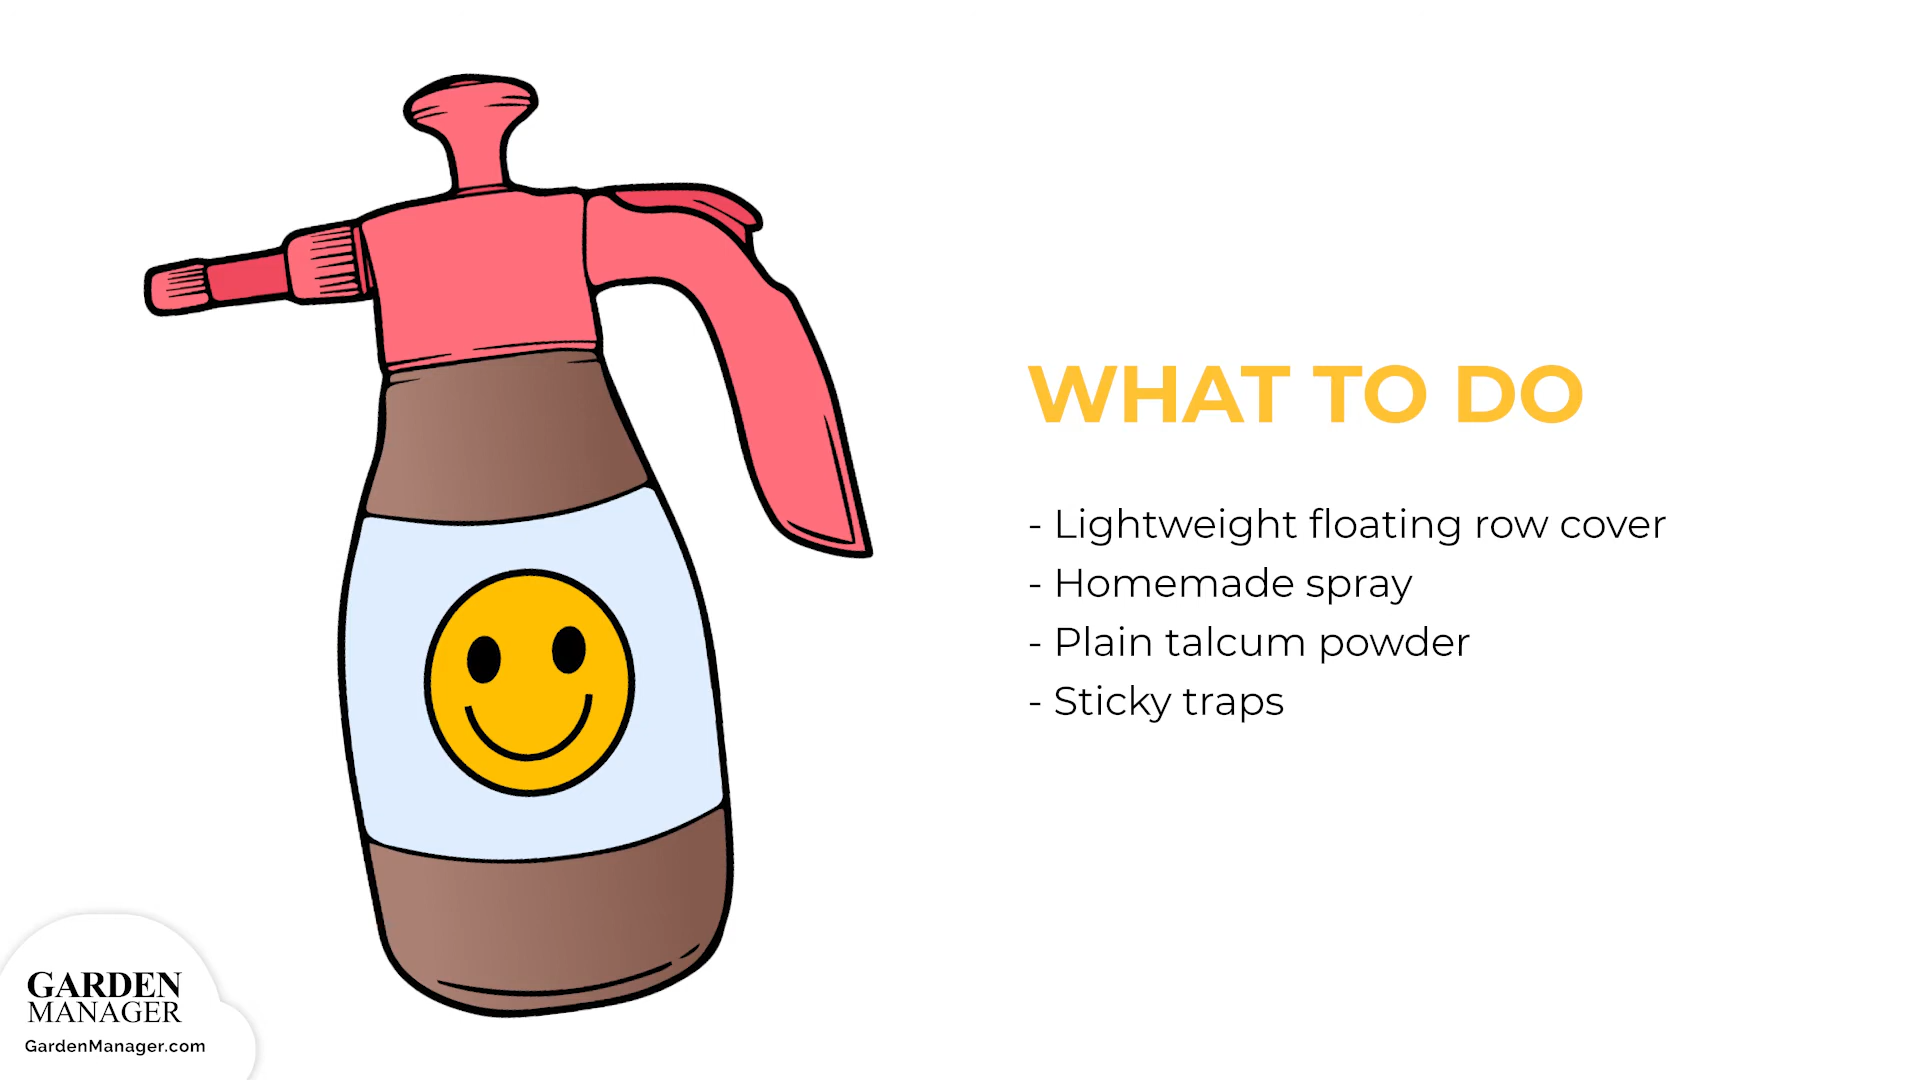 WHAT TO DO
- Lightweight floating row cover
- Homemade spray
- Plain talcum powder
- Sticky traps
GARDEN
MANAGER
GardenManager.com